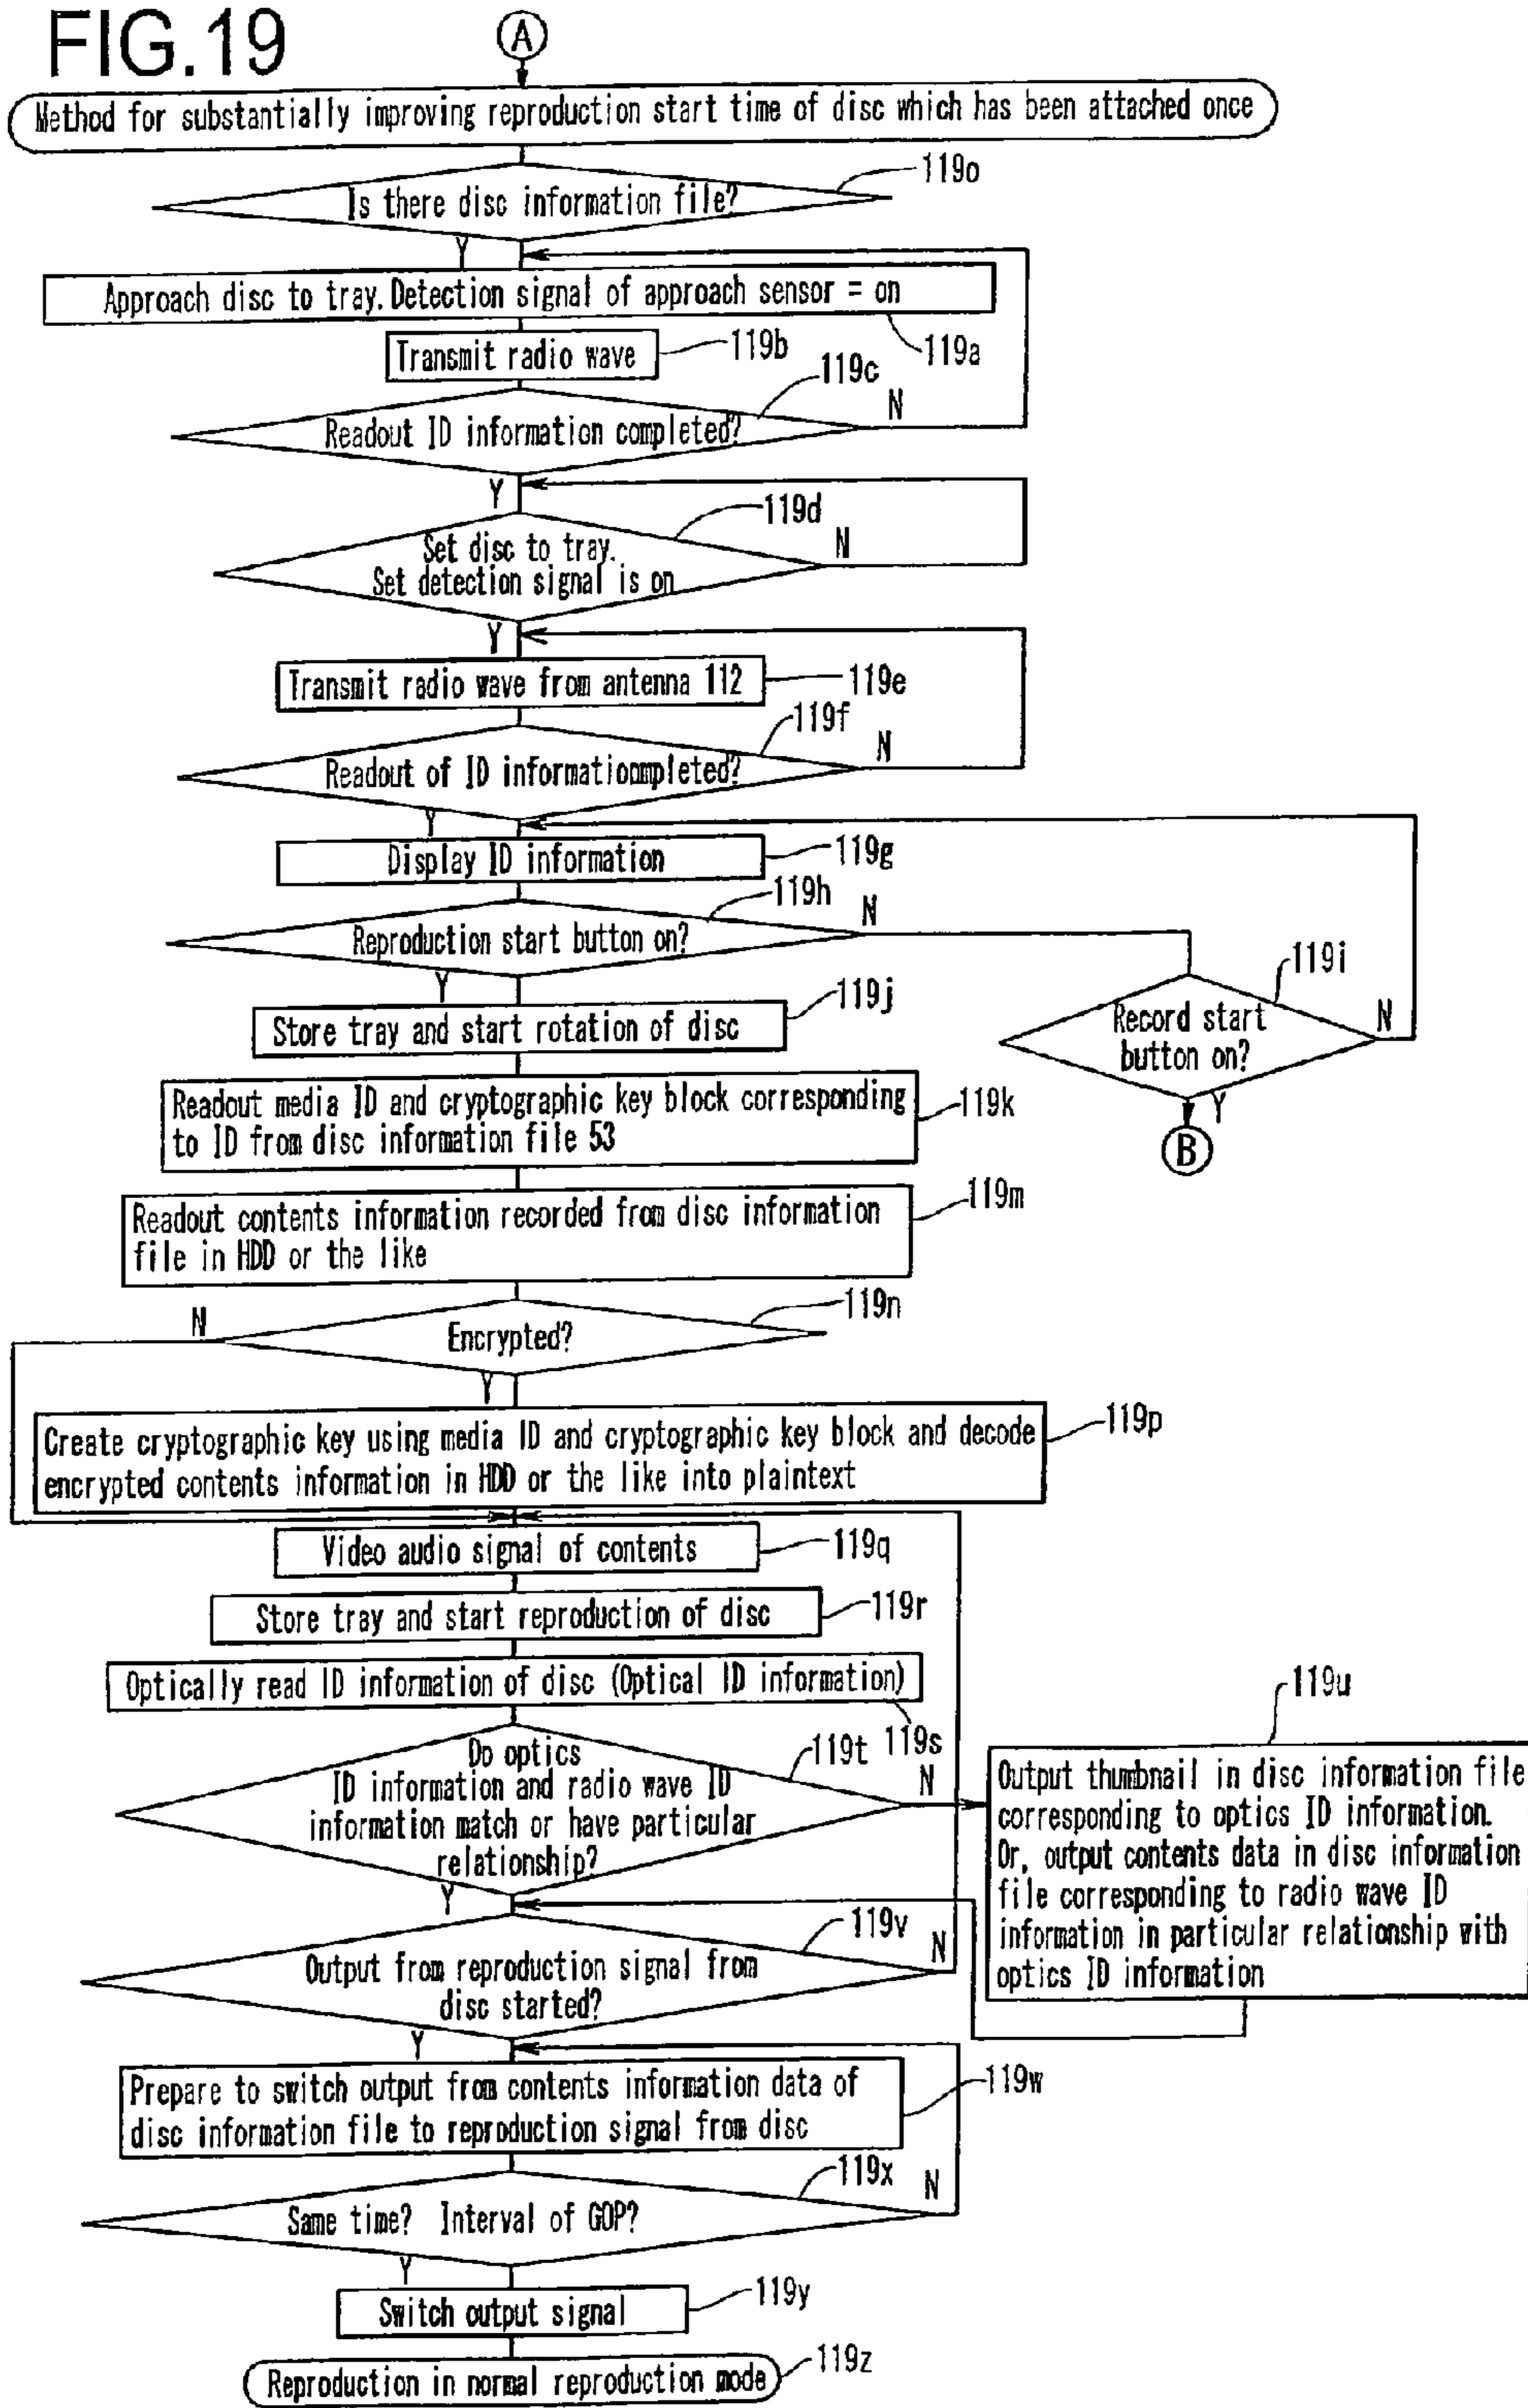 FIG.19
A
Method for substantially improving reproduction start time of disc which has been attached once
119o
Is there disc information file?
Y
Approach disc to tray. Detection signal of approach sensor = on
119a
Transmit radio wave
119b
119c
Readout ID information completed?
N
Y
119d
Set disc to tray.
Set detection signal is on
N
Y
Transmit radio wave from antenna 112
119e
119f
Readout of ID informatiocmpleted?
N
Y
Display ID information
119g
119h
Reproduction start button on?
N
Y
119i
Record start
button on?
N
Y
B
119j
Store tray and start rotation of disc
Readout media ID and cryptographic key block corresponding
to ID from disc information file 53
119k
Readout contents information recorded from disc information
file in HDD or the like
119m
119n
Encrypted?
N
Y
Create cryptographic key using media ID and cryptographic key block and decode
encrypted contents information in HDD or the like into plaintext
119p
Video audio signal of contents
119q
Store tray and start reproduction of disc
119r
Optically read ID information of disc (Optical ID information)
119s
119t
Do optics
ID information and radio wave ID
information match or have particular
relationship?
N
Y
119u
Output thumbnail in disc information file
corresponding to optics ID information.
Or, output contents data in disc information
file corresponding to radio wave ID
information in particular relationship with
optics ID information
119v
Output from reproduction signal from
disc started?
N
Y
Prepare to switch output from contents information data of
disc information file to reproduction signal from disc
119w
119x
Same time? Interval of GOP?
N
Y
Switch output signal
119y
Reproduction in normal reproduction mode
119z